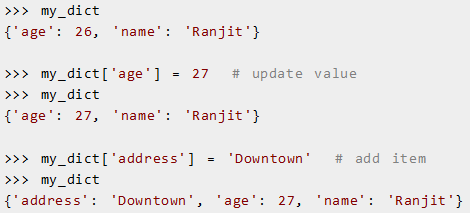 >>> my_dict
{'age': 26, 'name': 'Ranjit'}
>>> my_dict['age'] = 27  # update value
>>> my_dict
{'age': 27, 'name': 'Ranjit'}
>>> my_dict['address'] = 'Downtown'  # add item
>>> my_dict
{'address': 'Downtown', 'age': 27, 'name': 'Ranjit'}